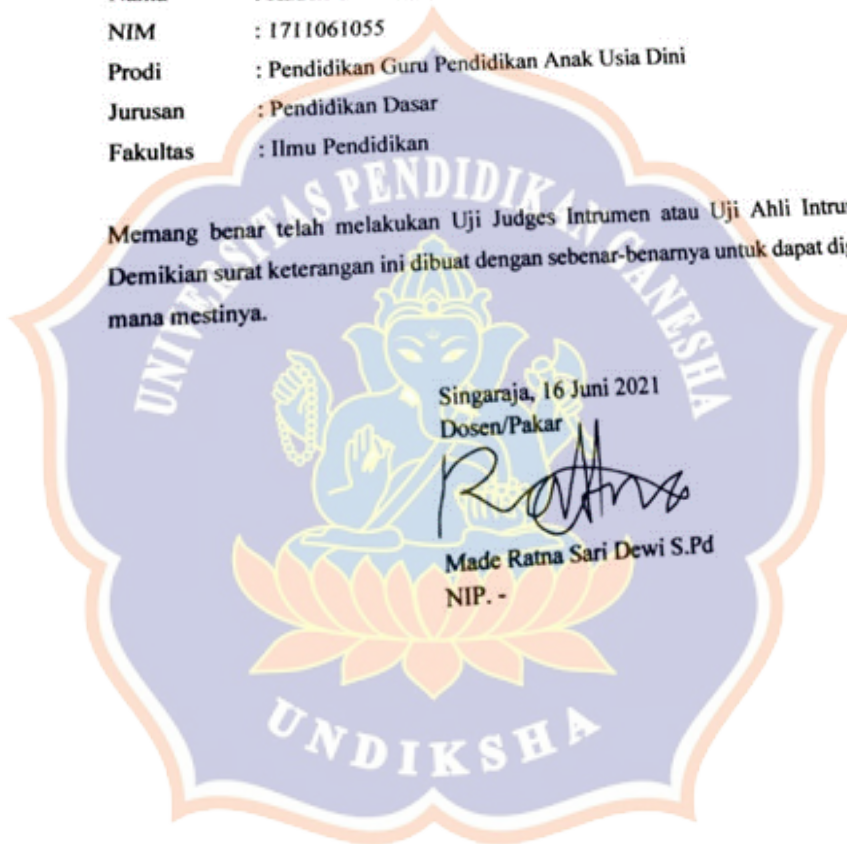 NIM : 1711061055
Prodi : Pendidikan Guru Pendidikan Anak Usia Dini
Jurusan : Pendidikan Dasar
Fakultas : Ilmu Pendidikan
Memang benar telah melakukan Uji Judges Intrumen atau Uji Ahli
Demikian surat keterangan ini dibuat dengan sebenar-benarnya untuk dapat
mana mestinya.
Singaraja, 16 Juni 2021
Dosen/Pakar
Made Ratna Sari Dewi S.Pd
NIP. -
UNIVERSITAS PENDIDIKAN GANESHA
UNDIKSHA